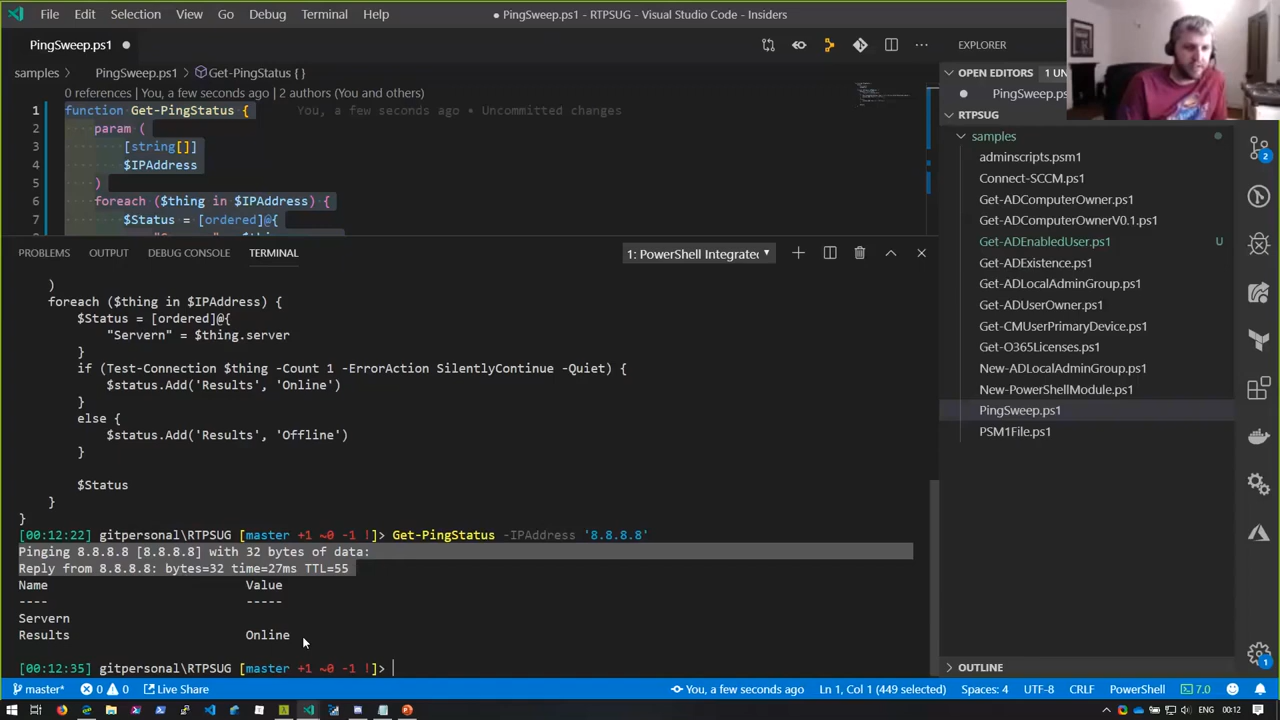 File Edit Selection View Go Debug Terminal Help
● PingSweep.ps1 - RTPSUG - Visual Studio Code - Insiders
PingSweep.ps1 ●
samples > PingSweep.ps1 > Get-PingStatus { }
0 references | You, a few seconds ago | 2 authors (You and others)
1 function Get-PingStatus { You, a few seconds ago • Uncommitted changes
2 param (
3 [string[]]
4 $IPAddress
5 )
6 foreach ($thing in $IPAddress) {
7 $Status = [ordered]@{
PROBLEMS OUTPUT DEBUG CONSOLE TERMINAL
1: PowerShell Integrated
)
foreach ($thing in $IPAddress) {
$Status = [ordered]@{
"Servern" = $thing.server
}
if (Test-Connection $thing -Count 1 -ErrorAction SilentlyContinue -Quiet) {
$status.Add('Results', 'Online')
}
else {
$status.Add('Results', 'Offline')
}
$Status
}
}
[00:12:22] gitpersonal\RTPSUG [master +1 ~0 -1 !]> Get-PingStatus -IPAddress '8.8.8.8'
Pinging 8.8.8.8 [8.8.8.8] with 32 bytes of data:
Reply from 8.8.8.8: bytes=32 time=27ms TTL=55
Name Value
---- -----
Servern
Results Online
[00:12:35] gitpersonal\RTPSUG [master +1 ~0 -1 !]>
EXPLORER
OPEN EDITORS 1 UN
● PingSweep.ps
RTPSUG
samples
adminscripts.psm1
Connect-SCCM.ps1
Get-ADComputerOwner.ps1
Get-ADComputerOwnerV0.1.ps1
Get-ADEnabledUser.ps1 U
Get-ADExistence.ps1
Get-ADLocalAdminGroup.ps1
Get-ADUserOwner.ps1
Get-CMUserPrimaryDevice.ps1
Get-O365Licenses.ps1
New-ADLocalAdminGroup.ps1
New-PowerShellModule.ps1
PingSweep.ps1
PSM1File.ps1
OUTLINE
2
1
master* 0 0 Live Share
You, a few seconds ago Ln 1, Col 1 (449 selected) Spaces: 4 UTF-8 CRLF PowerShell 7.0
ENG 00:12